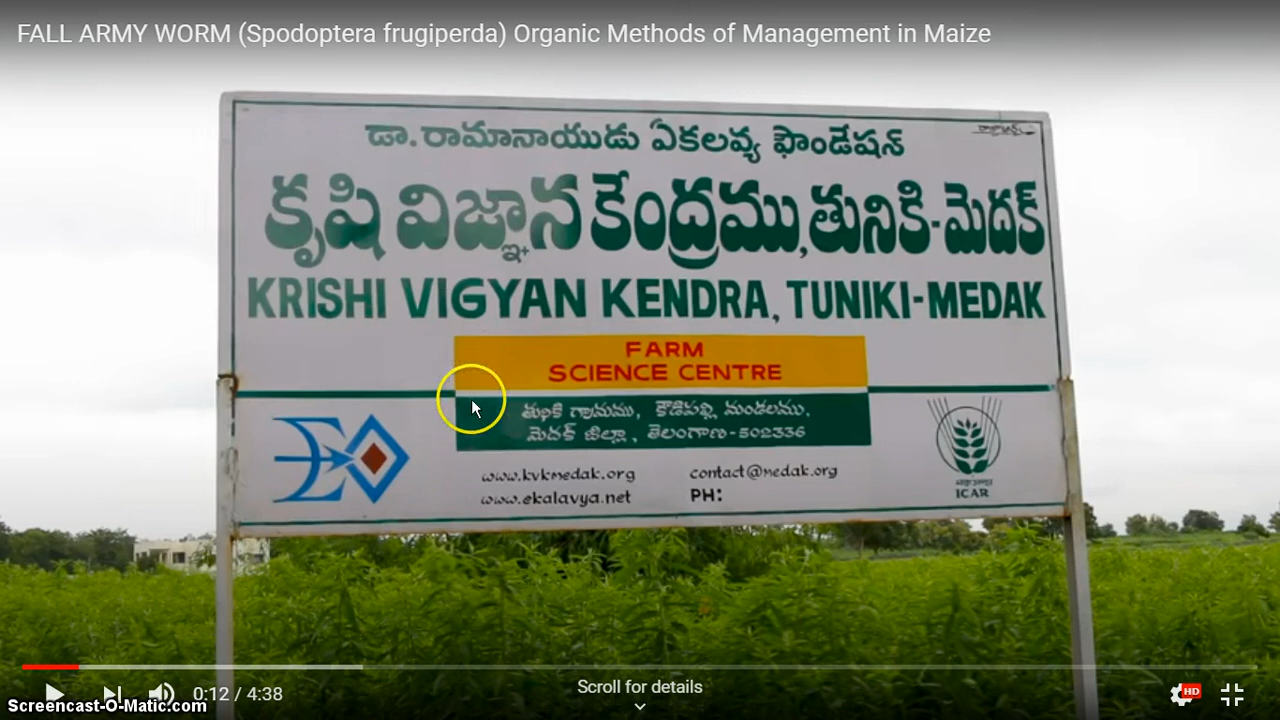 FALL ARMY WORM (Spodoptera frugiperda) Organic Methods of Management in Maize
డా.రామానాయుడు ఏకలవ్య ఫౌండేషన్
కృషి విజ్ఞాన కేంద్రము,తునికి-మెదక్
KRISHI VIGYAN KENDRA, TUNIKI-MEDAK
FARM
SCIENCE CENTRE
తునికి గ్రామము, కౌడిపల్లి మండలము,
మెదక్ జిల్లా, తెలంగాణ-502336
www.kvkmedak.org contact@medak.org
www.ekalavya.net PH:
ICAR
0:12 / 4:38
Scroll for details
HD
Screencast-O-Matic.com